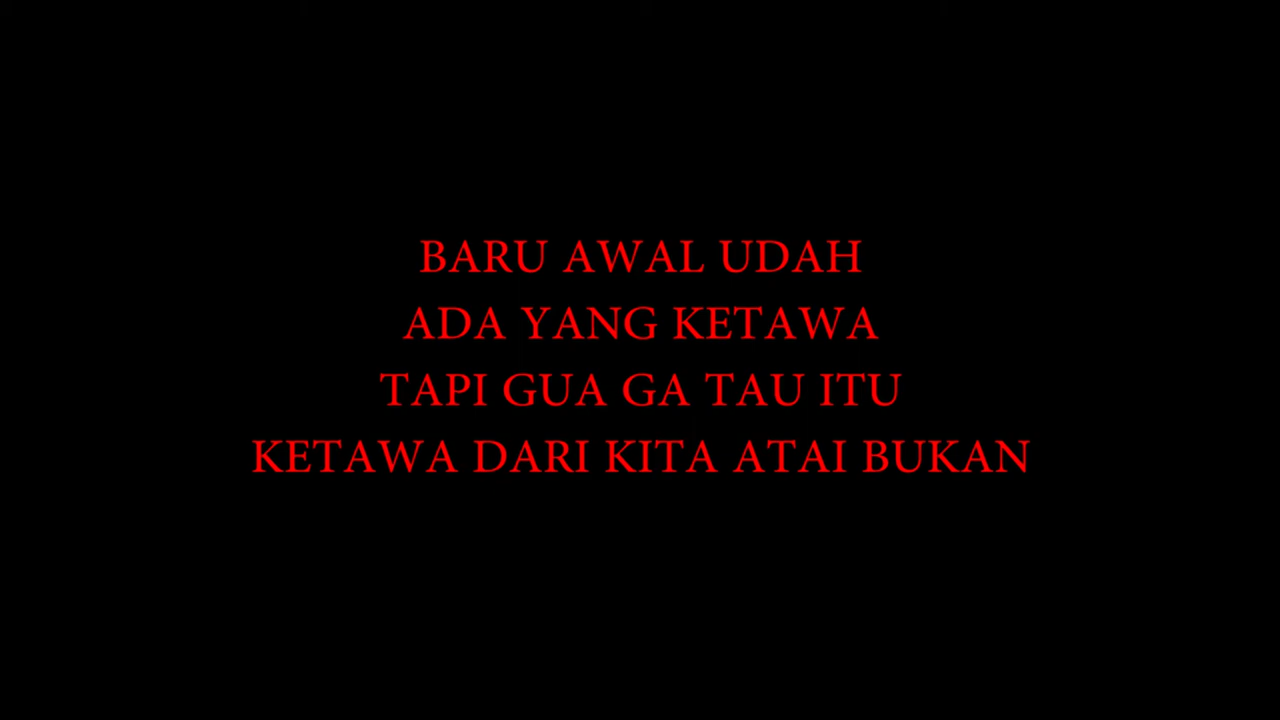 BARU AWAL UDAH
ADA YANG KETAWA
TAPI GUA GA TAU ITU
KETAWA DARI KITA ATAI BUKAN